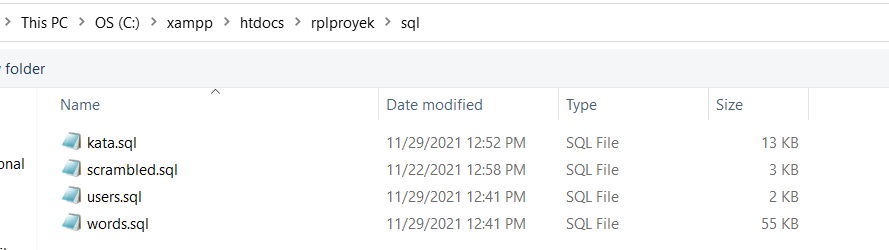 This PC > OS (C:) > xampp > htdocs > rplproyek > sql
folder
Name Date modified Type Size
kata.sql 11/29/2021 12:52 PM SQL File 13 KB
onal
scrambled.sql 11/22/2021 12:58 PM SQL File 3 KB
users.sql 11/29/2021 12:41 PM SQL File 2 KB
words.sql 11/29/2021 12:41 PM SQL File 55 KB